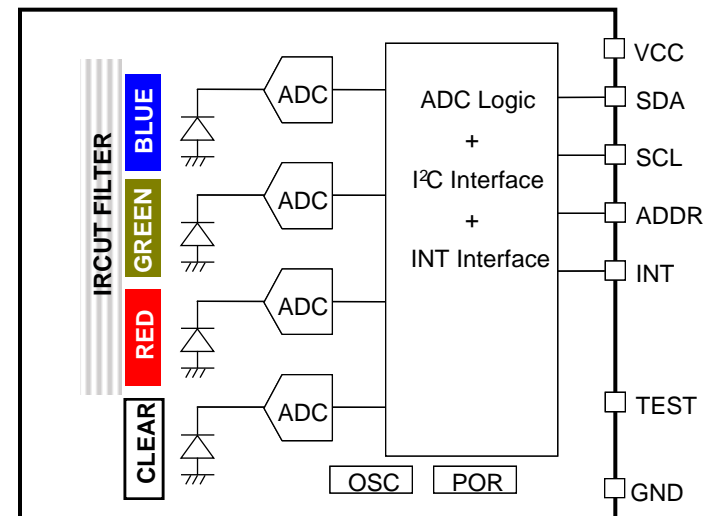 IRCUT FILTER
BLUE
GREEN
RED
CLEAR
ADC
ADC
ADC
ADC
ADC Logic
+
I²C Interface
+
INT Interface
OSC
POR
VCC
SDA
SCL
ADDR
INT
TEST
GND